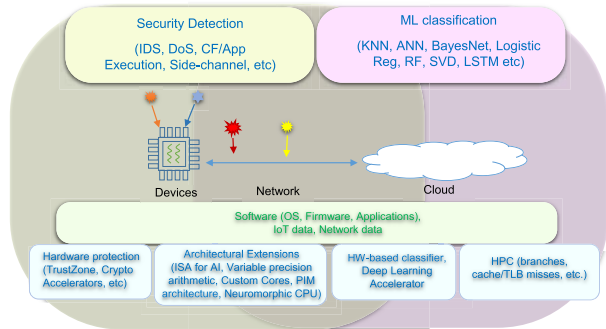 Security Detection
(IDS, DoS, CF/App
Execution, Side-channel, etc)
ML classification
(KNN, ANN, BayesNet, Logistic
Reg, RF, SVD, LSTM etc)
Devices
Network
Cloud
Software (OS, Firmware, Applications),
IoT data, Network data
Hardware protection
(TrustZone, Crypto
Accelerators, etc)
Architectural Extensions
(ISA for AI, Variable precision
arithmetic, Custom Cores, PIM
architecture, Neuromorphic CPU)
HW-based classifier,
Deep Learning
Accelerator
HPC (branches,
cache/TLB misses, etc.)